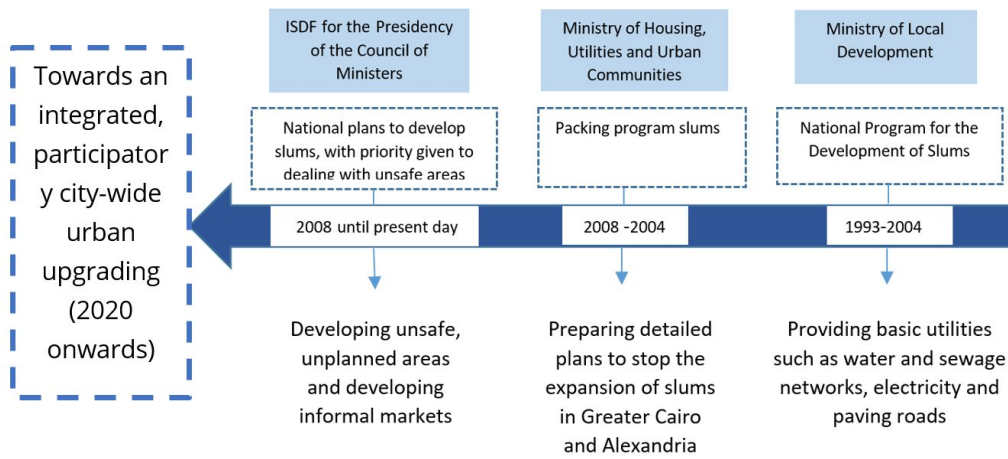 Towards an
integrated,
participator
y city-wide
urban
upgrading
(2020
onwards)
ISDF for the Presidency
of the Council of
Ministers
National plans to develop
slums, with priority given to
dealing with unsafe areas
2008 until present day
Developing unsafe,
unplanned areas
and developing
informal markets
Ministry of Housing,
Utilities and Urban
Communities
Packing program slums
2008 -2004
Preparing detailed
plans to stop the
expansion of slums
in Greater Cairo
and Alexandria
Ministry of Local
Development
National Program for the
Development of Slums
1993-2004
Providing basic utilities
such as water and sewage
networks, electricity and
paving roads